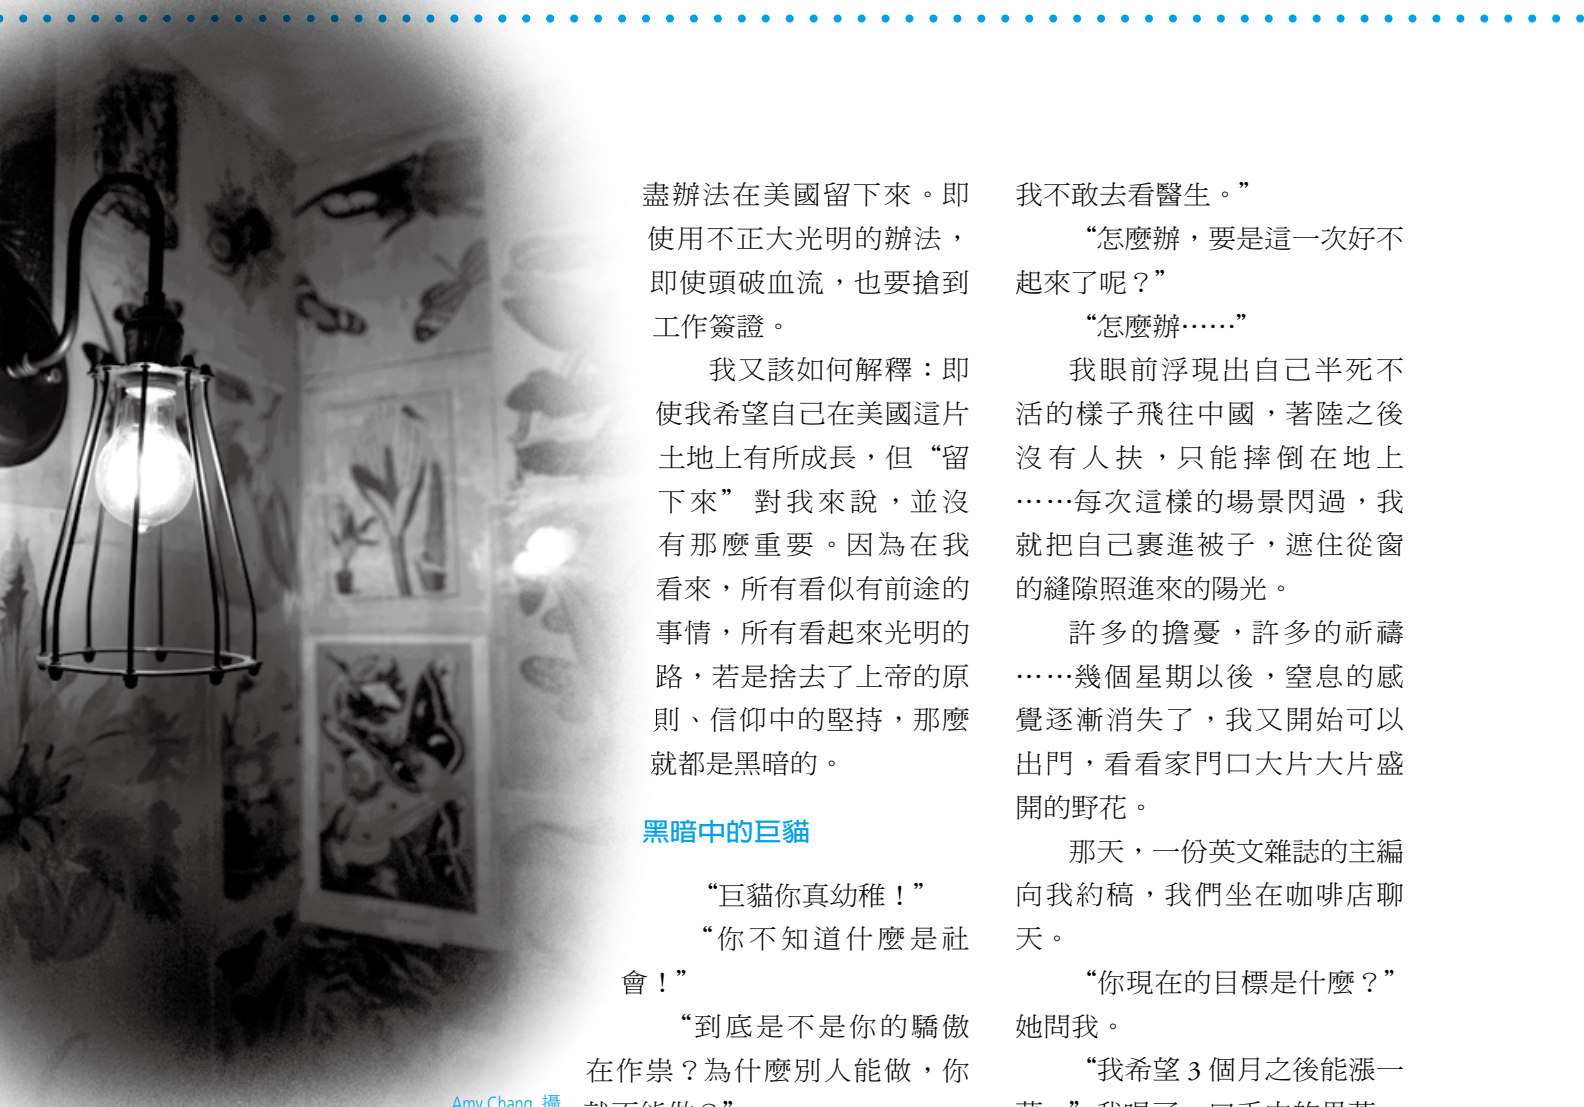 盡辦法在美國留下來。即
使用不正大光明的辦法，
即使頭破血流，也要搶到
工作簽證。
我又該如何解釋：即
使我希望自己在美國這片
土地上有所成長，但“留
下來”對我來說，並沒
有那麼重要。因為在我
看來，所有看似有前途的
事情，所有看起來光明的
路，若是捨去了上帝的原
則、信仰中的堅持，那麼
就都是黑暗的。
黑暗中的巨貓
“巨貓你真幼稚！”
“你不知道什麼是社
會！”
“到底是不是你的驕傲
在作祟？為什麼別人能做，你
就不能做？”
我不敢去看醫生。”
“怎麼辦，要是這一次好不
起來了呢？”
“怎麼辦……”
我眼前浮現出自己半死不
活的樣子飛往中國，著陸之後
沒有人扶，只能摔倒在地上
……每次這樣的場景閃過，我
就把自己裹進被子，遮住從窗
的縫隙照進來的陽光。
許多的擔憂，許多的祈禱
……幾個星期以後，窒息的感
覺逐漸消失了，我又開始可以
出門，看看家門口大片大片盛
開的野花。
那天，一份英文雜誌的主編
向我約稿，我們坐在咖啡店聊
天。
“你現在的目標是什麼？”
她問我。
“我希望 3 個月之後能漲一
Amy Chang 攝